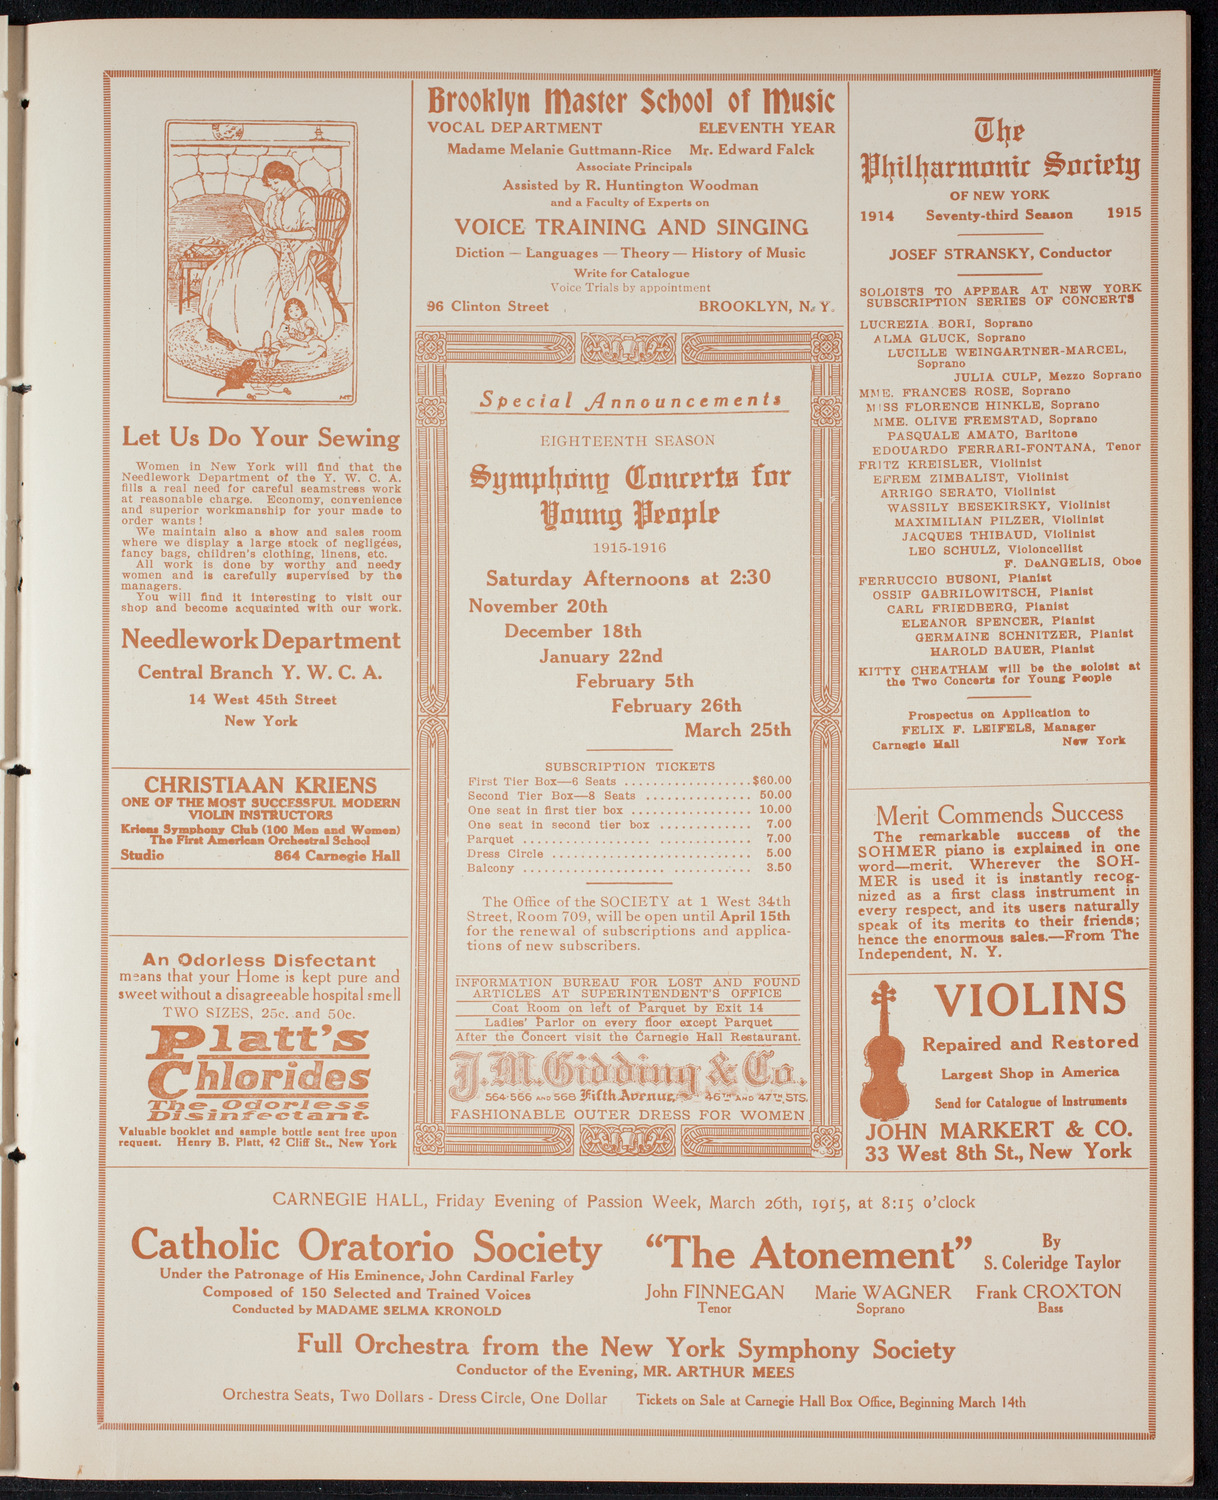 Let Us Do Your Sewing
Women in New York will find that the
Needlework Department of the Y. W. C. A.
fills a real need for careful seamstress work
at reasonable charge. Economy, convenience
and superior workmanship for your made to
order wants!
We maintain also a show and sales room
where we display a large stock of negligées,
fancy bags, children's clothing, linens, etc.
All work is done by worthy and needy
women and is carefully supervised by the
managers.
You will find it interesting to visit our
shop and become acquainted with our work.
Needlework Department
Central Branch Y. W. C. A.
14 West 45th Street
New York
CHRISTIAAN KRIENS
ONE OF THE MOST SUCCESSFUL MODERN
VIOLIN INSTRUCTORS
Kriens Symphony Club (100 Men and Women)
The First American Orchestral School
Studio 864 Carnegie Hall
An Odorless Disfectant
means that your Home is kept pure and
sweet without a disagreeable hospital smell
TWO SIZES, 25c. and 50c.
Platt's
Chlorides
The Odorless
Disinfectant.
Valuable booklet and sample bottle sent free upon
request. Henry B. Platt, 42 Cliff St., New York
Brooklyn Master School of Music
VOCAL DEPARTMENT ELEVENTH YEAR
Madame Melanie Guttmann-Rice Mr. Edward Falck
Associate Principals
Assisted by R. Huntington Woodman
and a Faculty of Experts on
VOICE TRAINING AND SINGING
Diction — Languages — Theory — History of Music
Write for Catalogue
Voice Trials by appointment
96 Clinton Street BROOKLYN, N. Y.
Special Announcements
EIGHTEENTH SEASON
Symphony Concerts for
Young People
1915-1916
Saturday Afternoons at 2:30
November 20th
December 18th
January 22nd
February 5th
February 26th
March 25th
SUBSCRIPTION TICKETS
First Tier Box—6 Seats .................. $60.00
Second Tier Box—8 Seats ............... 50.00
One seat in first tier box ................. 10.00
One seat in second tier box ............. 7.00
Parquet ................................. 7.00
Dress Circle ............................. 5.00
Balcony ................................. 3.50
The Office of the SOCIETY at 1 West 34th
Street, Room 709, will be open until April 15th
for the renewal of subscriptions and applica-
tions of new subscribers.
INFORMATION BUREAU FOR LOST AND FOUND
ARTICLES AT SUPERINTENDENT'S OFFICE
Coat Room on left of Parquet by Exit 14
Ladies' Parlor on every floor except Parquet
After the Concert visit the Carnegie Hall Restaurant.
J. M. Gidding & Co.
564-566 AND 568 Fifth Avenue, 46TH AND 47TH STS.
FASHIONABLE OUTER DRESS FOR WOMEN
The
Philharmonic Society
OF NEW YORK
1914 Seventy-third Season 1915
JOSEF STRANSKY, Conductor
SOLOISTS TO APPEAR AT NEW YORK
SUBSCRIPTION SERIES OF CONCERTS
LUCREZIA BORI, Soprano
ALMA GLUCK, Soprano
LUCILLE WEINGARTNER-MARCEL,
Soprano
JULIA CULP, Mezzo Soprano
MME. FRANCES ROSE, Soprano
MISS FLORENCE HINKLE, Soprano
MME. OLIVE FREMSTAD, Soprano
PASQUALE AMATO, Baritone
EDOUARDO FERRARI-FONTANA, Tenor
FRITZ KREISLER, Violinist
EFREM ZIMBALIST, Violinist
ARRIGO SERATO, Violinist
WASSILY BESEKIRSKY, Violinist
MAXIMILIAN PILZER, Violinist
JACQUES THIBAUD, Violinist
LEO SCHULZ, Violoncellist
F. DeANGELIS, Oboe
FERRUCCIO BUSONI, Pianist
OSSIP GABRILOWITSCH, Pianist
CARL FRIEDBERG, Pianist
ELEANOR SPENCER, Pianist
GERMAINE SCHNITZER, Pianist
HAROLD BAUER, Pianist
KITTY CHEATHAM will be the soloist at
the Two Concerts for Young People
Prospectus on Application to
FELIX F. LEIFELS, Manager
Carnegie Hall New York
Merit Commends Success
The remarkable success of the
SOHMER piano is explained in one
word—merit. Wherever the SOH-
MER is used it is instantly recog-
nized as a first class instrument in
every respect, and its users naturally
speak of its merits to their friends;
hence the enormous sales.—From The
Independent, N. Y.
VIOLINS
Repaired and Restored
Largest Shop in America
Send for Catalogue of Instruments
JOHN MARKERT & CO.
33 West 8th St., New York
CARNEGIE HALL, Friday Evening of Passion Week, March 26th, 1915, at 8:15 o'clock
Catholic Oratorio Society
Under the Patronage of His Eminence, John Cardinal Farley
Composed of 150 Selected and Trained Voices
Conducted by MADAME SELMA KRONOLD
"The Atonement" By
S. Coleridge Taylor
John FINNEGAN Marie WAGNER Frank CROXTON
Tenor Soprano Bass
Full Orchestra from the New York Symphony Society
Conductor of the Evening, MR. ARTHUR MEES
Orchestra Seats, Two Dollars - Dress Circle, One Dollar Tickets on Sale at Carnegie Hall Box Office, Beginning March 14th